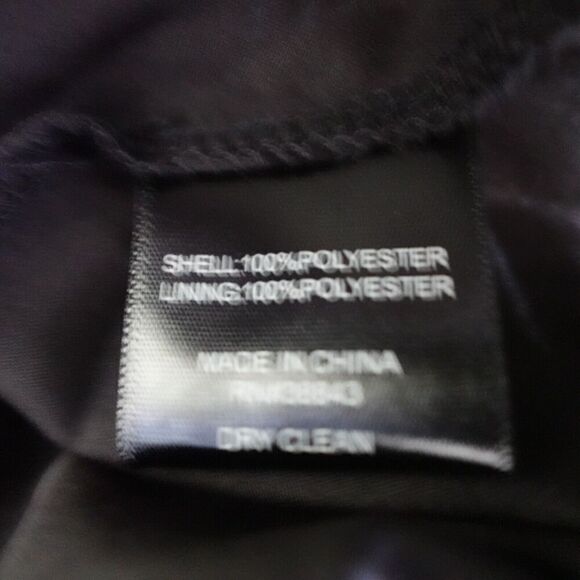 SHELL:100%POLYESTER
LINING:100%POLYESTER
MADE IN CHINA
DRY CLEAN